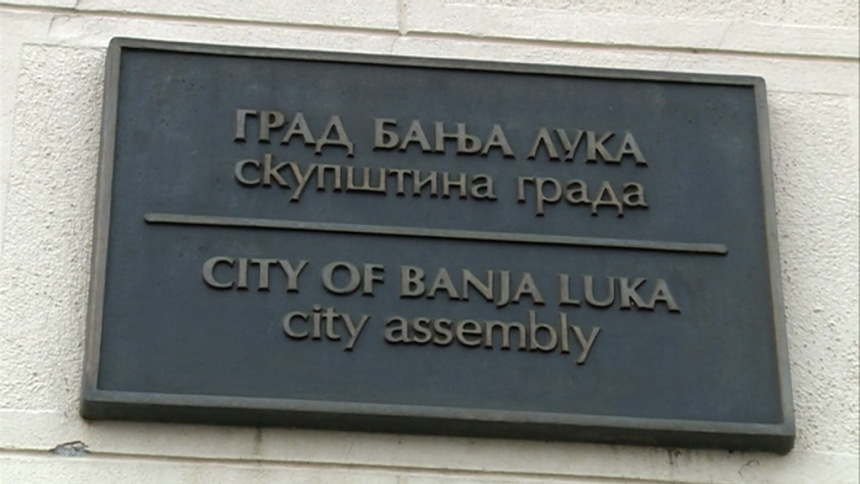 ГРАД БАЊА ЛУКА
скупштина града
CITY OF BANJA LUKA
city assembly